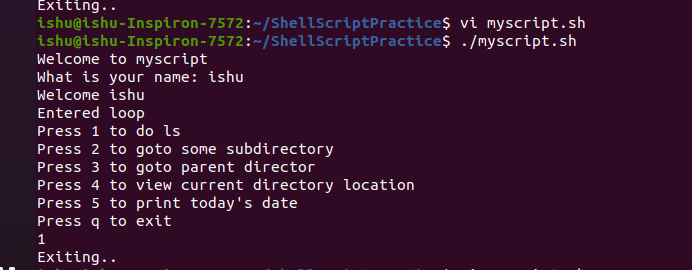 Exiting..
ishu@ishu-Inspiron-7572:~/ShellScriptPractice$ vi myscript.sh
ishu@ishu-Inspiron-7572:~/ShellScriptPractice$ ./myscript.sh
Welcome to myscript
What is your name: ishu
Welcome ishu
Entered loop
Press 1 to do ls
Press 2 to goto some subdirectory
Press 3 to goto parent director
Press 4 to view current directory location
Press 5 to print today's date
Press q to exit
1
Exiting..